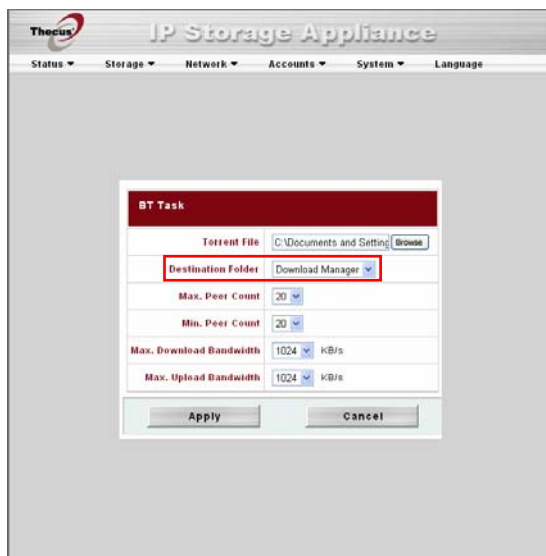 Thecus
IP Storage Appliance
Status Storage Network Accounts System Language
BT Task
Torrent File C:\Documents and Setting Browse
Destination Folder Download Manager
Max. Peer Count 20
Min. Peer Count 20
Max. Download Bandwidth 1024 KB/s
Max. Upload Bandwidth 1024 KB/s
Apply Cancel